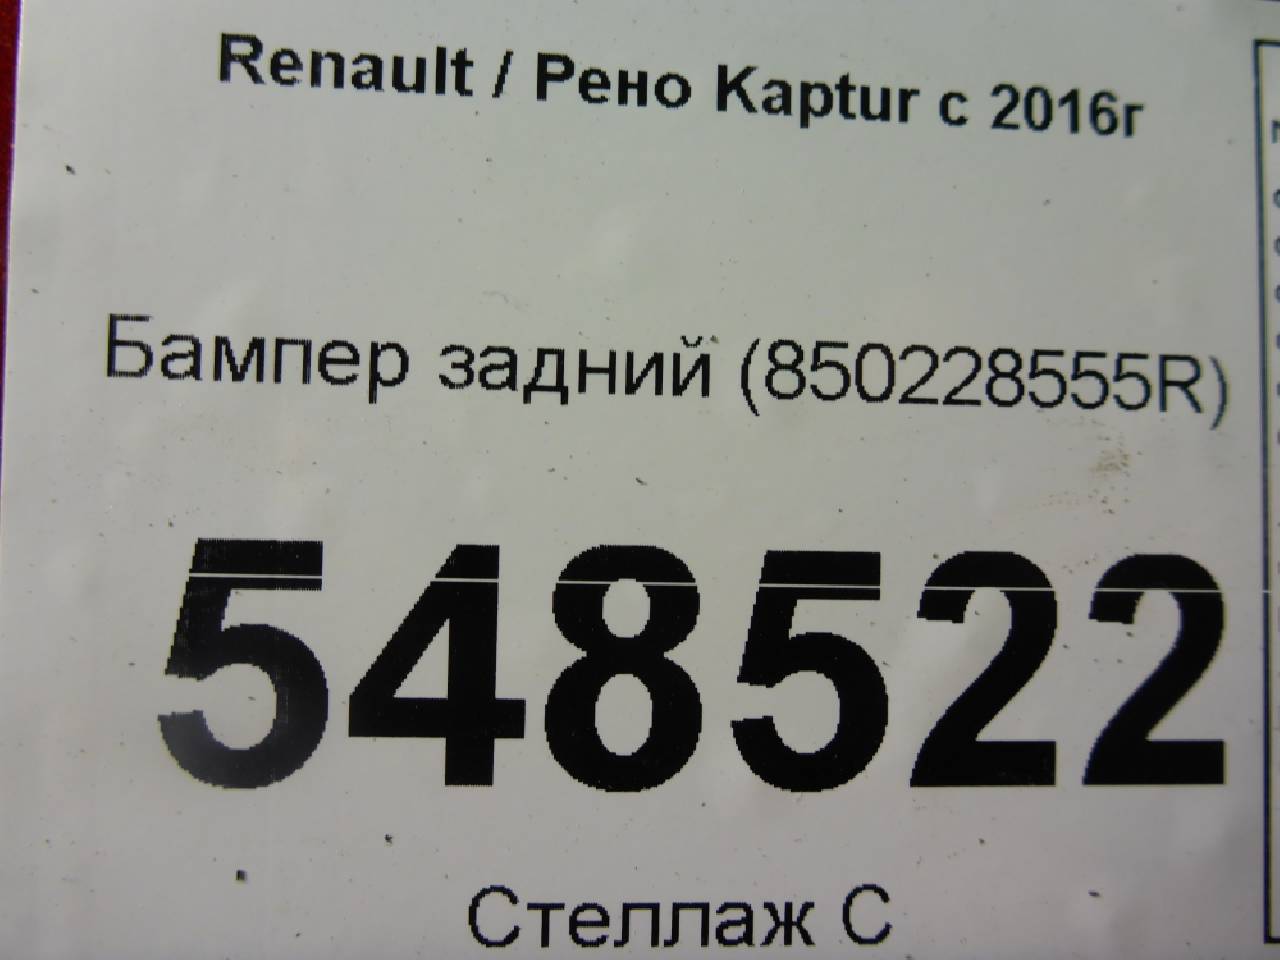 Renault / Рено Kaptur с 2016г
Бампер задний (850228555R)
548522
Стеллаж С